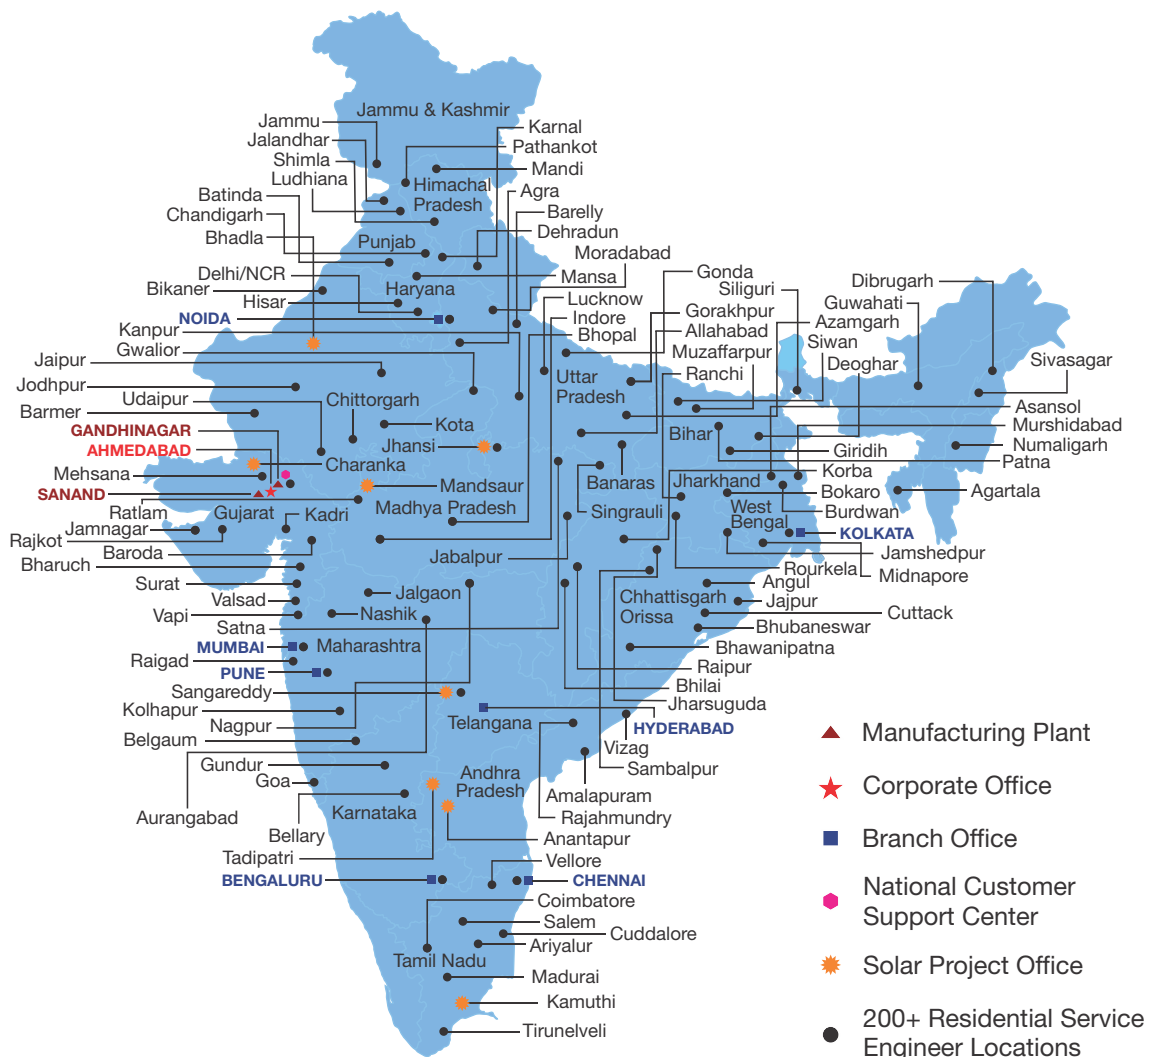 Jammu & Kashmir
Jammu
Karnal
Jalandhar
Pathankot
Shimla
Mandi
Ludhiana
Himachal
Pradesh
Agra
Batinda
Chandigarh
Barelly
Bhadla
Dehradun
Punjab
Moradabad
Delhi/NCR
Mansa
Gonda
Dibrugarh
Bikaner
Haryana
Siliguri
Hisar
Lucknow
Guwahati
NOIDA
Indore
Gorakhpur
Azamgarh
Kanpur
Bhopal
Allahabad
Siwan
Gwalior
Muzaffarpur
Deoghar
Sivasagar
Jaipur
Ranchi
Jodhpur
Uttar
Pradesh
Udaipur
Chittorgarh
Asansol
Barmer
Kota
Murshidabad
GANDHINAGAR
Bihar
Numaligarh
AHMEDABAD
Jhansi
Giridih
Patna
Mehsana
Charanka
Korba
Banaras
Jharkhand
SANAND
Mandsaur
Bokaro
Agartala
Ratlam
Gujarat
Kadri
Madhya Pradesh
Singrauli
West
Bengal
Burdwan
Jamnagar
KOLKATA
Rajkot
Baroda
Jabalpur
Jamshedpur
Bharuch
Rourkela
Midnapore
Surat
Angul
Jalgaon
Chhattisgarh
Valsad
Jajpur
Vapi
Nashik
Orissa
Cuttack
Satna
Bhubaneswar
MUMBAI
Maharashtra
Bhawanipatna
Raigad
Raipur
PUNE
Bhilai
Sangareddy
Jharsuguda
Kolhapur
Telangana
HYDERABAD
Nagpur
Belgaum
Vizag
Gundur
Sambalpur
Goa
Andhra
Pradesh
Amalapuram
Aurangabad
Karnataka
Rajahmundry
Bellary
Anantapur
Tadipatri
Vellore
BENGALURU
CHENNAI
Coimbatore
Salem
Cuddalore
Ariyalur
Tamil Nadu
Madurai
Kamuthi
Tirunelveli
Manufacturing Plant
Corporate Office
Branch Office
National Customer
Support Center
Solar Project Office
200+ Residential Service
Engineer Locations